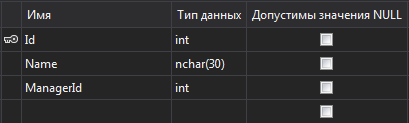 Имя Тип данных Допустимы значения NULL
Id int
Name nchar(30)
ManagerId int